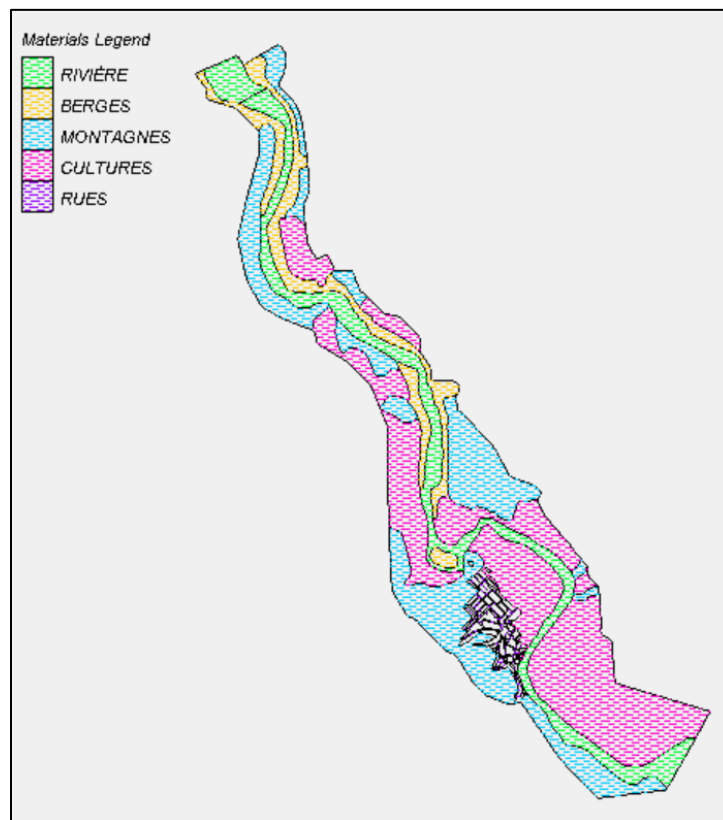 Materials Legend
RIVIÈRE
BERGES
MONTAGNES
CULTURES
RUES